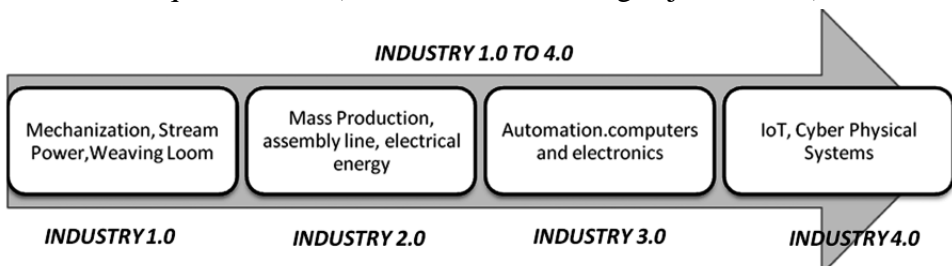 INDUSTRY 1.0 TO 4.0
Mechanization, Stream
Power,Weaving Loom
Mass Production,
assembly line, electrical
energy
Automation.computers
and electronics
IoT, Cyber Physical
Systems
INDUSTRY 1.0
INDUSTRY 2.0
INDUSTRY 3.0
INDUSTRY 4.0